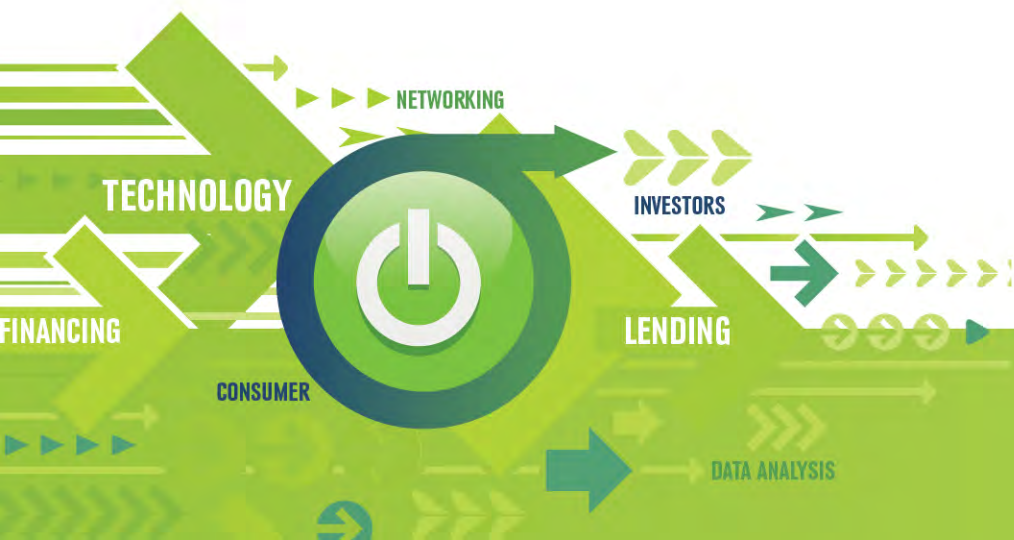 NETWORKING
TECHNOLOGY
INVESTORS
FINANCING
LENDING
CONSUMER
DATA ANALYSIS